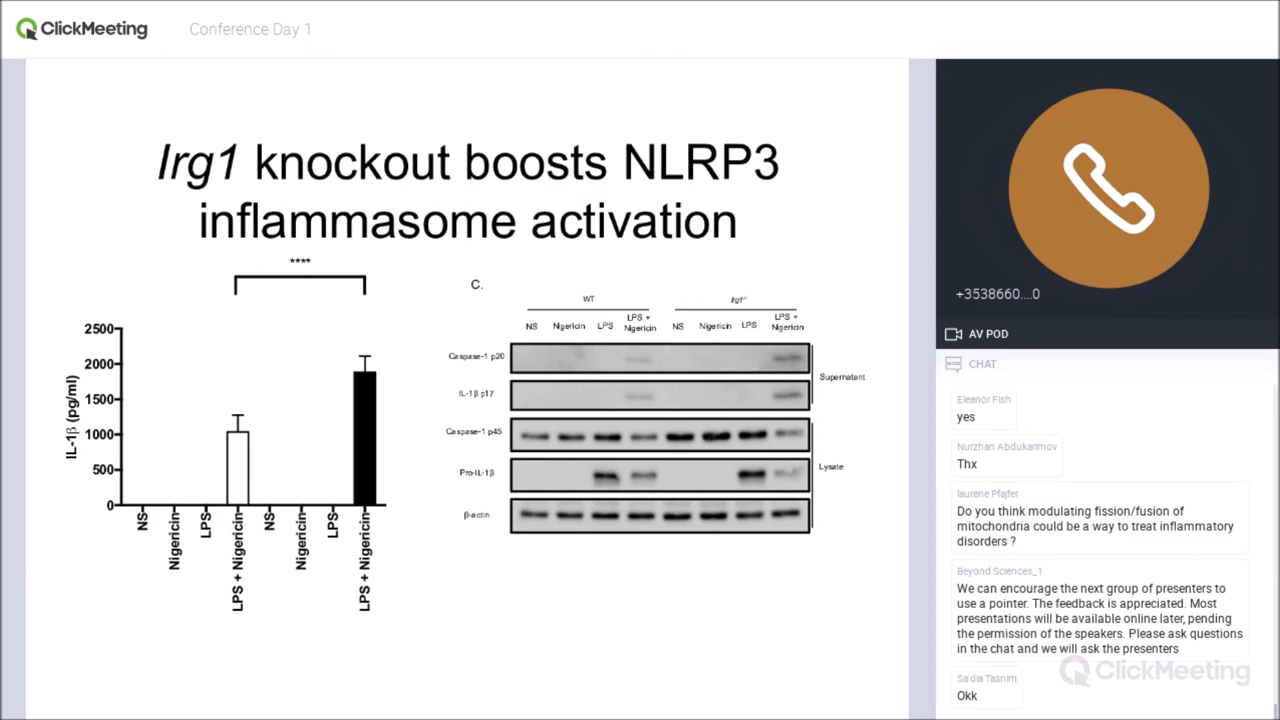 ClickMeeting
Conference Day 1
Irg1 knockout boosts NLRP3
inflammasome activation
****
2500
2000
1500
1000
500
0
IL-1β (pg/ml)
NS
Nigericin
LPS
LPS + Nigericin
NS
Nigericin
LPS
LPS + Nigericin
C.
WT
Irg1-/-
NS
Nigericin
LPS
LPS +
Nigericin
NS
Nigericin
LPS
LPS +
Nigericin
Caspase-1 p20
IL-1β p17
Supernatant
Caspase-1 p45
Pro-IL-1β
Lysate
β-actin
+3538660....0
AV POD
CHAT
Eleanor Fish
yes
Nurzhan Abdukarimov
Thx
laurene Pfajfer
Do you think modulating fission/fusion of
mitochondria could be a way to treat inflammatory
disorders ?
Beyond Sciences_1
We can encourage the next group of presenters to
use a pointer. The feedback is appreciated. Most
presentations will be available online later, pending
the permission of the speakers. Please ask questions
in the chat and we will ask the presenters
ClickMeeting
Sa'dia Tasnim
Okk